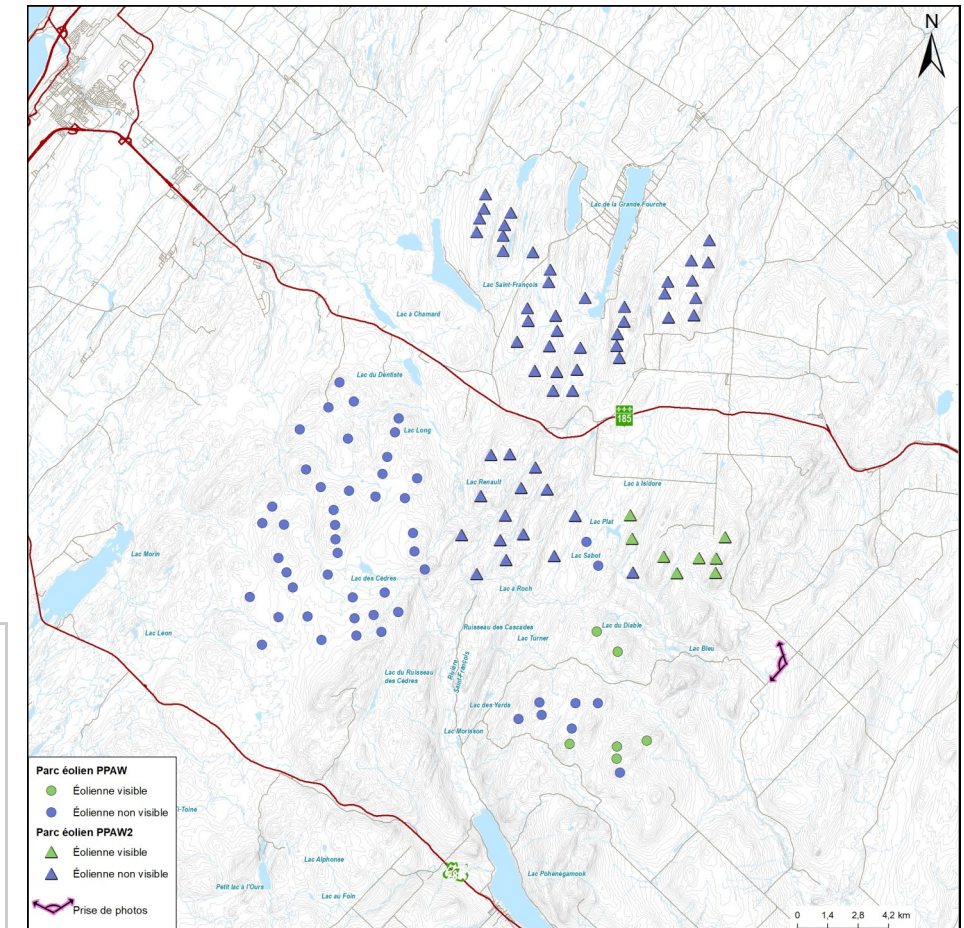 N
Lac de la Grande Fourche
Lac Saint-François
Lac à Chamard
Lac du Dentiste
+++
185
Lac Long
Lac Renault
Lac à Isidore
Lac Plat
Lac Morin
Lac Sabot
Lac des Cèdres
Lac à Roch
Lac Léon
Ruisseau des Cascades
Lac du Diable
Lac Turner
Lac Bleu
Rivière
Saint-François
Lac du Ruisseau
des Cèdres
Lac des Yards
Lac Morisson
Parc éolien PPAW
Éolienne visible
Éolienne non visible
Parc éolien PPAW2
Éolienne visible
Éolienne non visible
Prise de photos
l-Toine
Lac Alphonse
Lac Pohénégamook
Petit lac à l'Ours
Lac au Foin
0 1,4 2,8 4,2 km